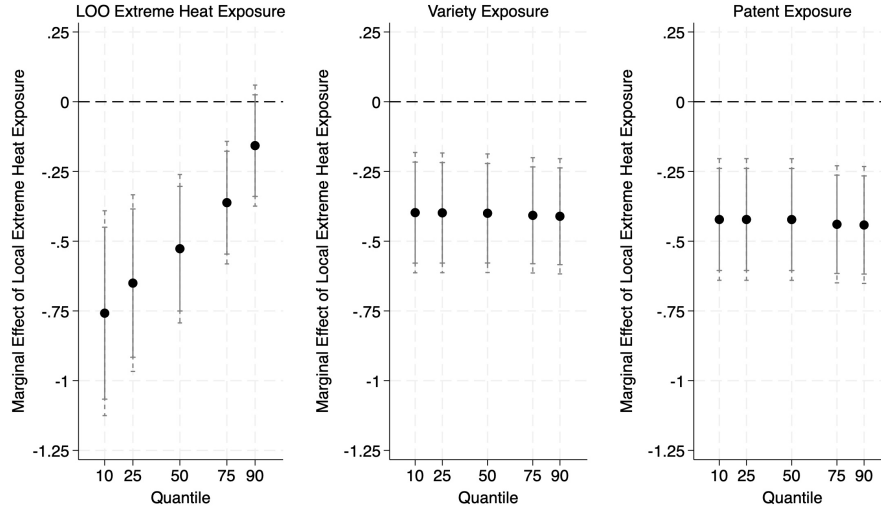 LOO Extreme Heat Exposure
Marginal Effect of Local Extreme Heat Exposure
.25
0
-.25
-.5
-.75
-1
-1.25
10 25 50 75 90
Quantile
Variety Exposure
Marginal Effect of Local Extreme Heat Exposure
.25
0
-.25
-.5
-.75
-1
-1.25
10 25 50 75 90
Quantile
Patent Exposure
Marginal Effect of Local Extreme Heat Exposure
.25
0
-.25
-.5
-.75
-1
-1.25
10 25 50 75 90
Quantile